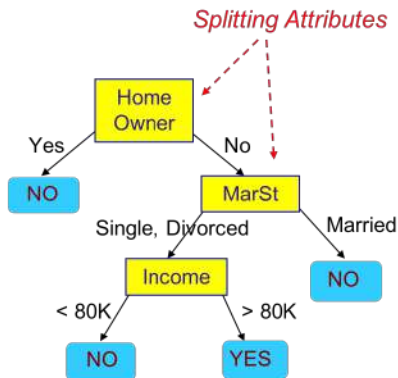 Splitting Attributes
Home
Owner
Yes
No
NO
MarSt
Single, Divorced
Married
Income
NO
< 80K
> 80K
NO
YES